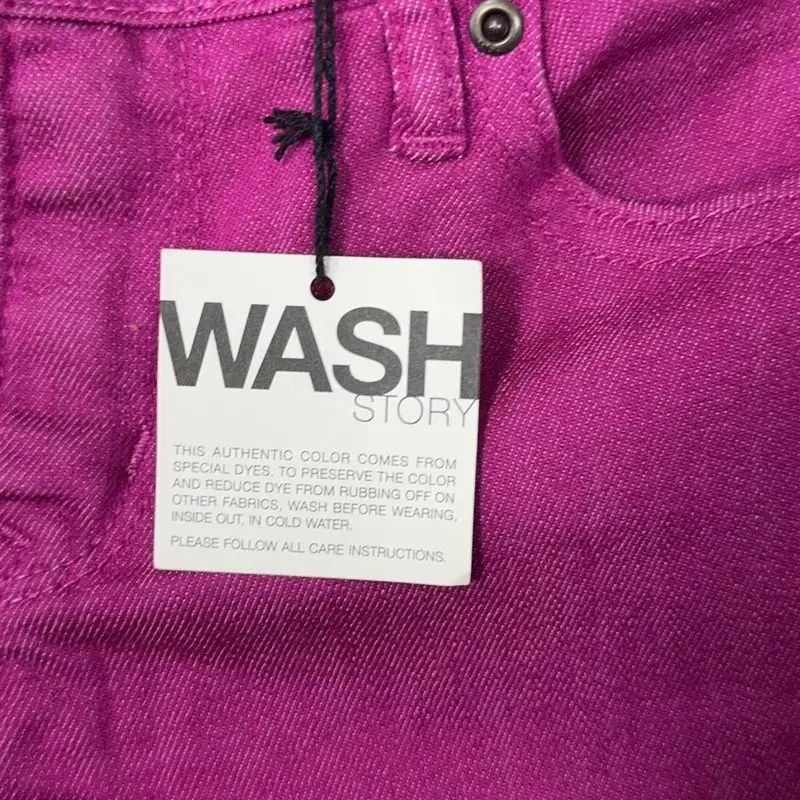 WASH
STORY
THIS AUTHENTIC COLOR COMES FROM
SPECIAL DYES. TO PRESERVE THE COLOR
AND REDUCE DYE FROM RUBBING OFF ON
OTHER FABRICS, WASH BEFORE WEARING,
INSIDE OUT, IN COLD WATER.
PLEASE FOLLOW ALL CARE INSTRUCTIONS.